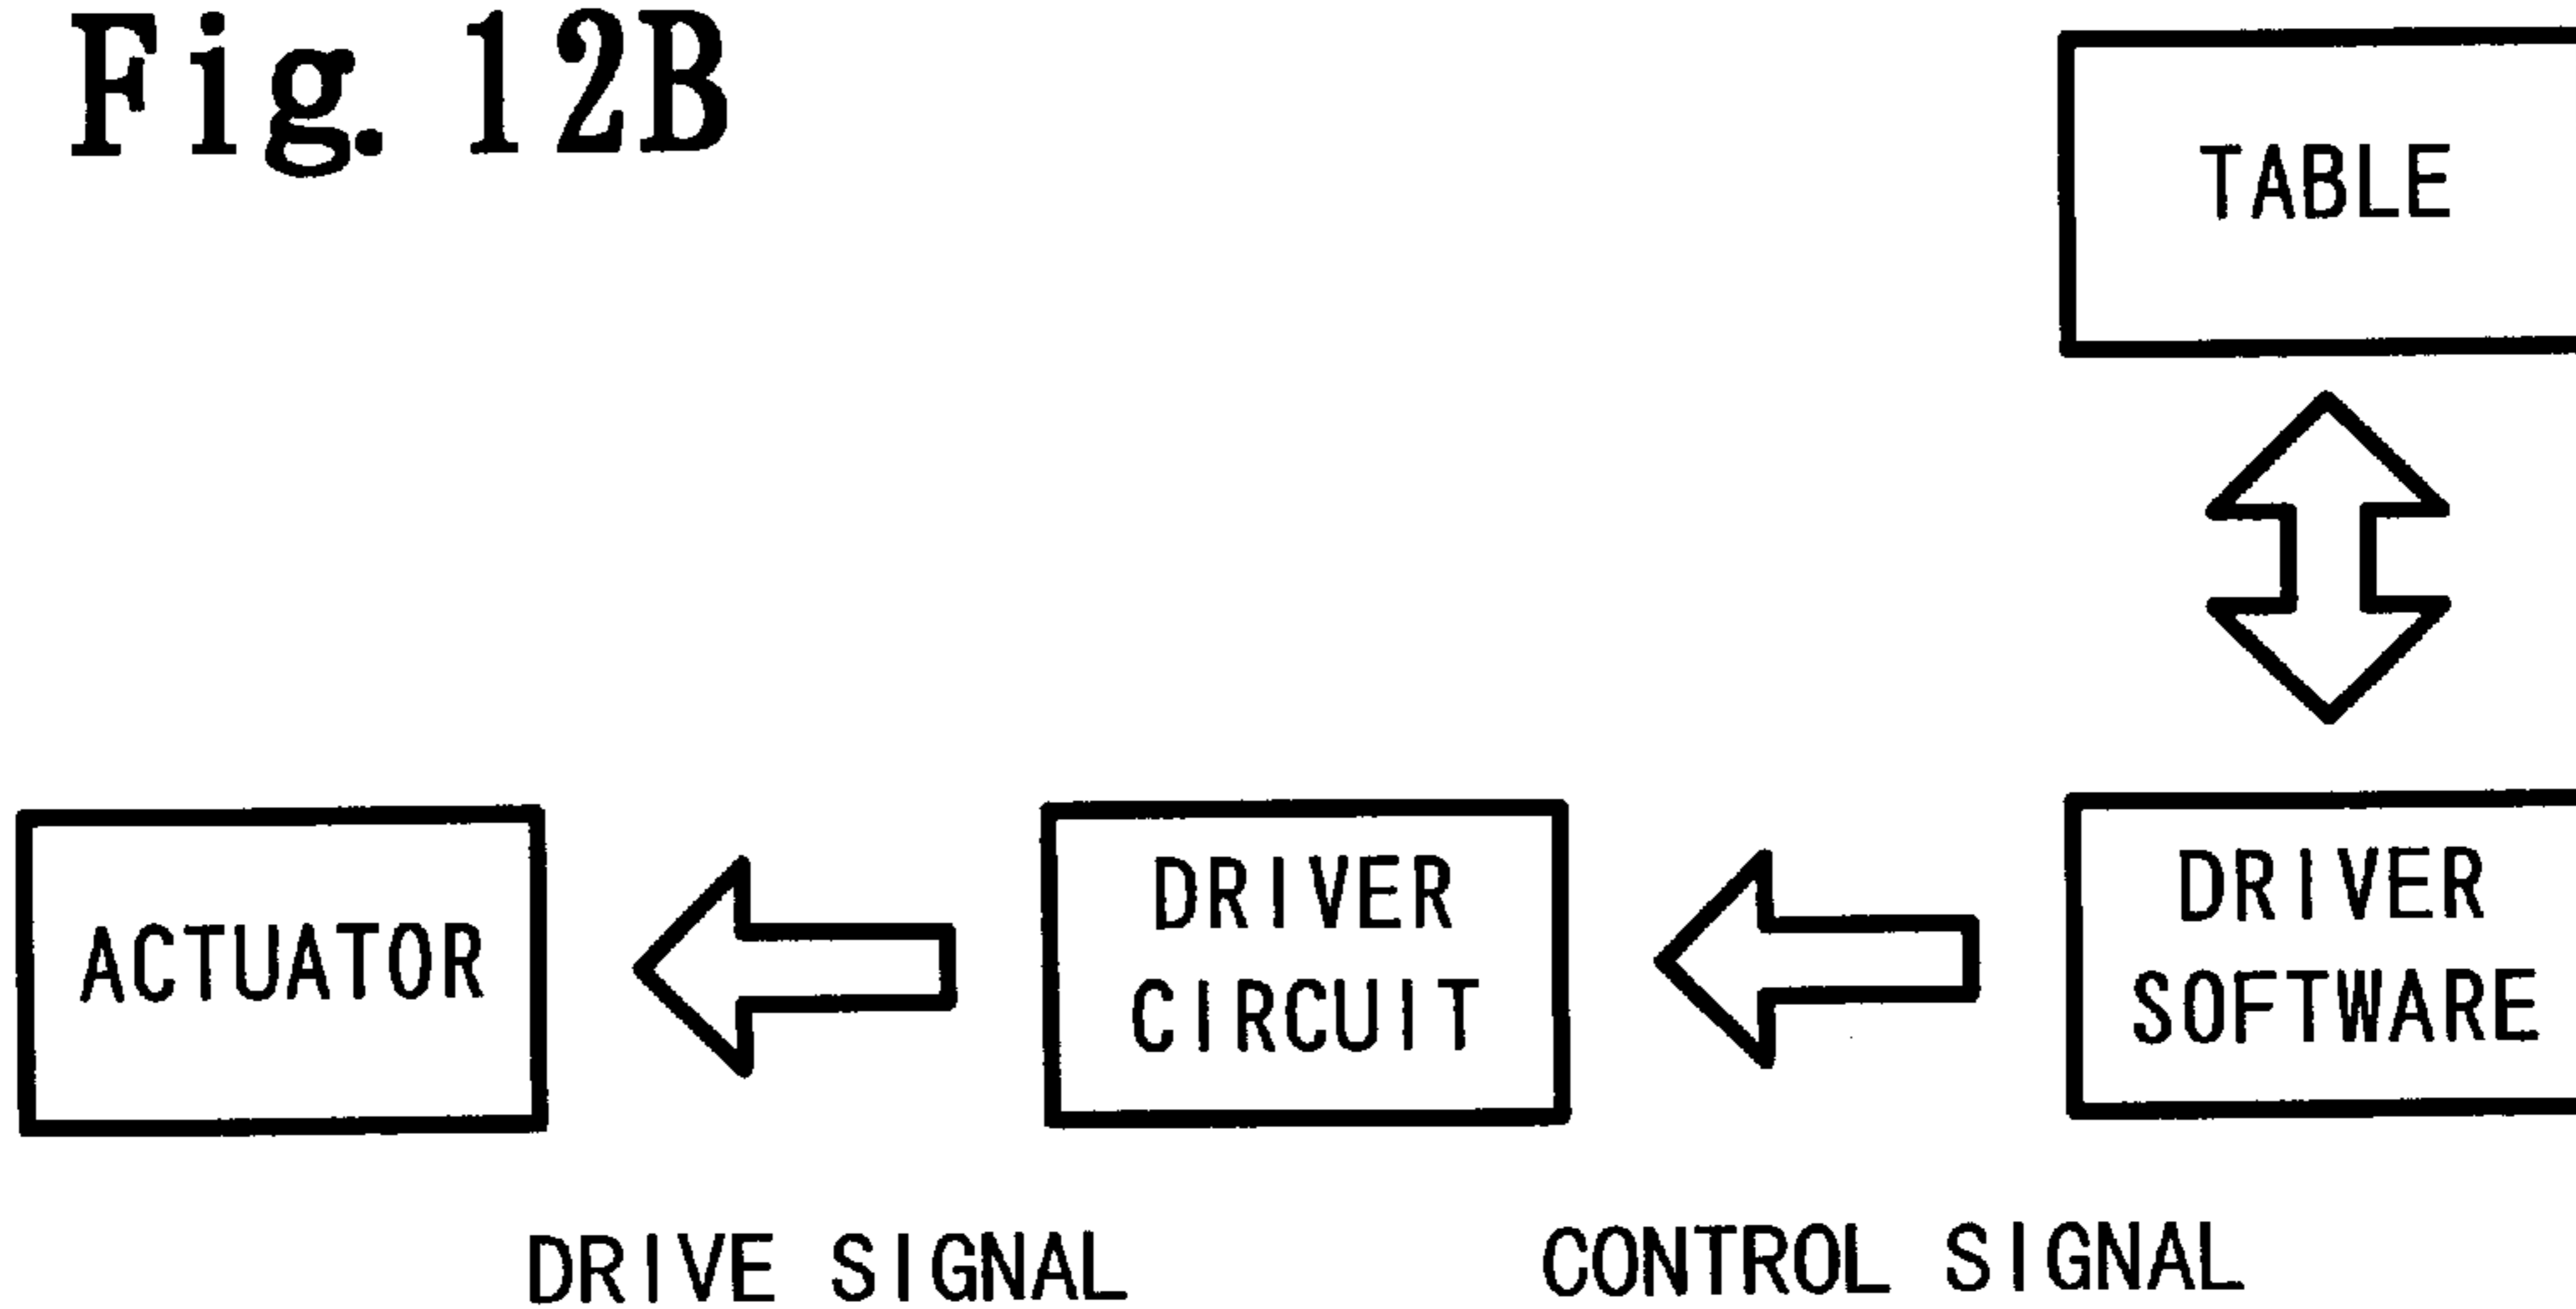 Fig. 12B
TABLE
ACTUATOR
DRIVER
CIRCUIT
DRIVER
SOFTWARE
DRIVE SIGNAL
CONTROL SIGNAL